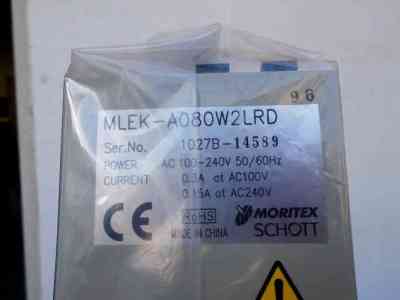 96
MLEK-A080W2LRD
Ser.No. 1027B-14589
POWER AC 100-240V 50/60Hz
CURRENT 0.3A at AC100V
0.15A at AC240V
CE RoHS MORITEX
MADE IN CHINA SCHOTT